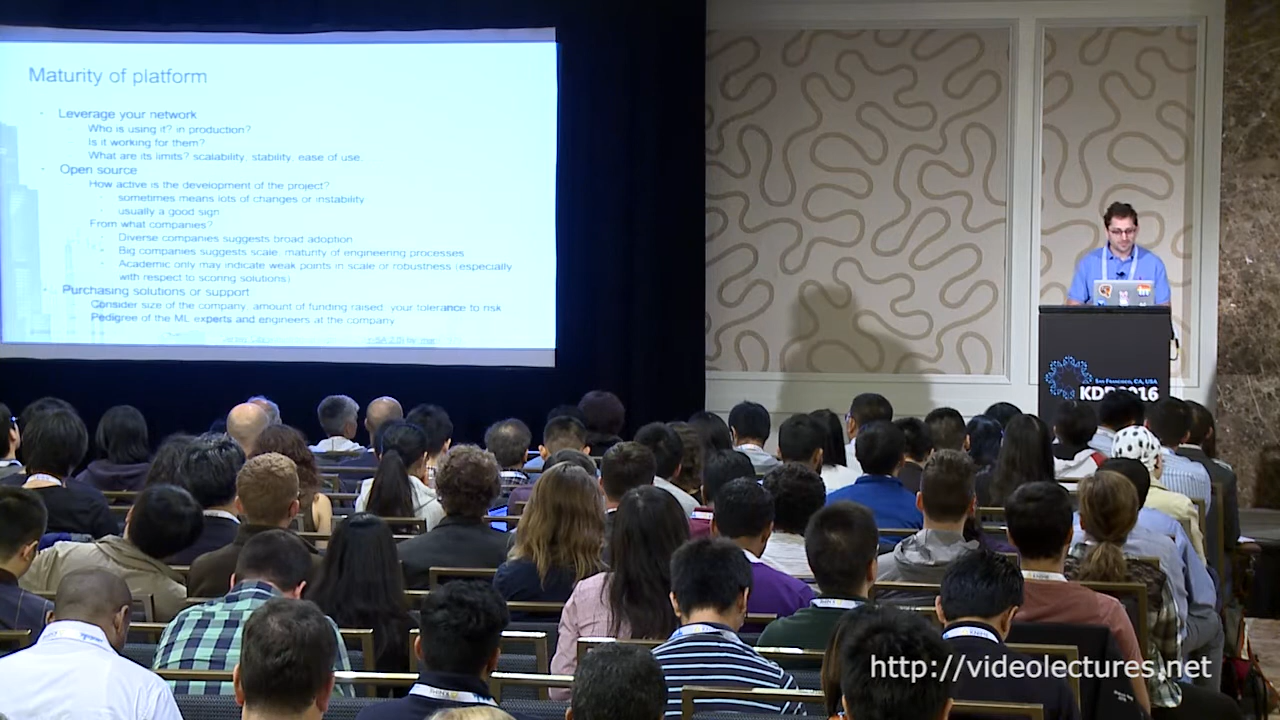 Maturity of platform
Leverage your network
Who is using it? in production?
Is it working for them?
What are its limits? scalability, stability, ease of use.
Open source
How active is the development of the project?
sometimes means lots of changes or instability
usually a good sign
From what companies?
Diverse companies suggests broad adoption
Big companies suggests scale, maturity of engineering processes
Academic only may indicate weak points in scale or robustness (especially
with respect to scoring solutions)
Purchasing solutions or support
Consider size of the company, amount of funding raised, your tolerance to risk
Pedigree of the ML experts and engineers at the company
SAN FRANCISCO, CA, USA
KDD2016
http://videolectures.net